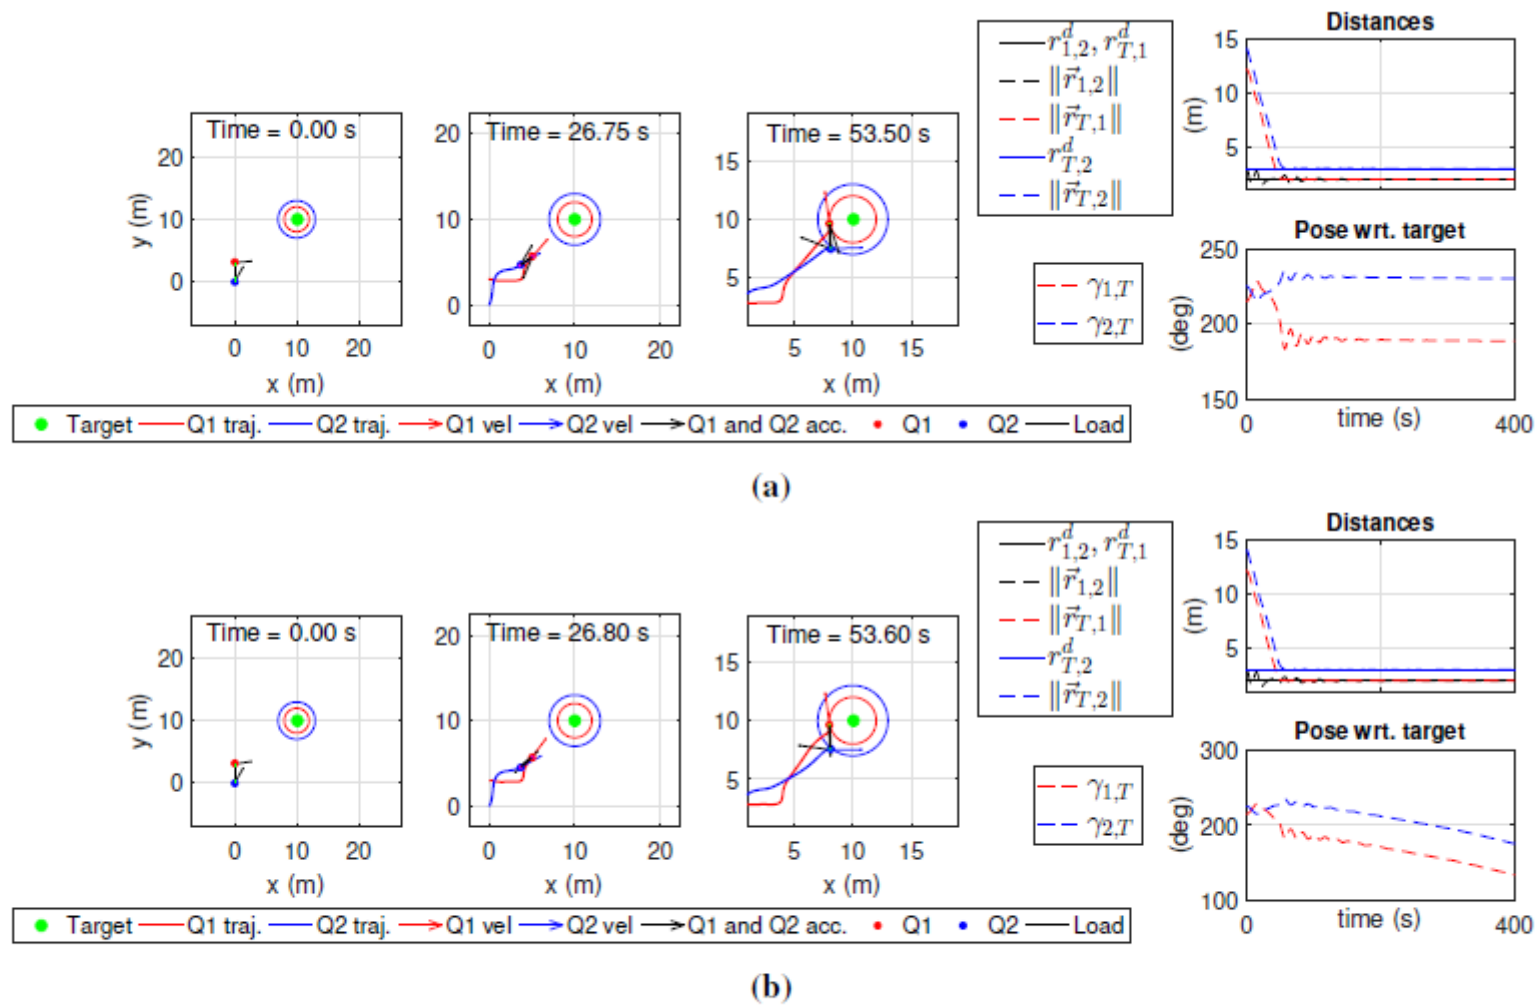 Time = 0.00 s
20
10
0
y (m)
0 10 20
x (m)
Time = 26.75 s
20
10
0
0 10 20
x (m)
Time = 53.50 s
15
10
5
5 10 15
x (m)
r^d_{1,2}, r^d_{T,1}
‖r⃗_{1,2}‖
‖r⃗_{T,1}‖
r^d_{T,2}
‖r⃗_{T,2}‖
γ_{1,T}
γ_{2,T}
Distances
15
10
5
(m)
Pose wrt. target
250
200
150
(deg)
0 400
time (s)
Target Q1 traj. Q2 traj. Q1 vel Q2 vel Q1 and Q2 acc. Q1 Q2 Load
(a)
Time = 0.00 s
20
10
0
y (m)
0 10 20
x (m)
Time = 26.80 s
20
10
0
0 10 20
x (m)
Time = 53.60 s
15
10
5
5 10 15
x (m)
r^d_{1,2}, r^d_{T,1}
‖r⃗_{1,2}‖
‖r⃗_{T,1}‖
r^d_{T,2}
‖r⃗_{T,2}‖
γ_{1,T}
γ_{2,T}
Distances
15
10
5
(m)
Pose wrt. target
300
200
100
(deg)
0 400
time (s)
Target Q1 traj. Q2 traj. Q1 vel Q2 vel Q1 and Q2 acc. Q1 Q2 Load
(b)